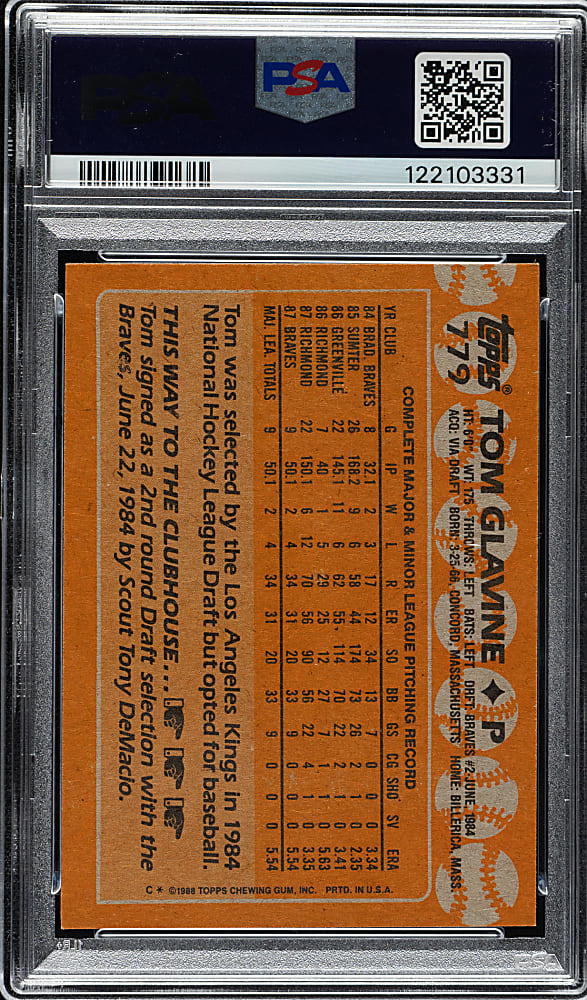 PSA
PSA
122103331
topps®
779
TOM GLAVINE ♦ P
HT: 6'0" WT: 175 THROWS: LEFT BATS: LEFT DRFT: BRAVES #2-JUNE, 1984
ACQ: VIA DRAFT BORN: 3-25-66, CONCORD, MASSACHUSETTS HOME: BILLERICA, MASS.
COMPLETE MAJOR & MINOR LEAGUE PITCHING RECORD
YR CLUB G IP W L R ER SO BB GS CG SHO SV ERA
84 BRAD. BRAVES 8 32.1 2 3 17 12 34 13 7 0 0 0 3.34
85 SUMTER 26 168.2 9 6 58 44 174 73 26 2 1 0 2.35
86 GREENVILLE 22 145.1 11 6 62 55 114 70 22 2 1 0 3.41
86 RICHMOND 7 40 1 5 29 25 12 27 7 1 0 0 5.63
87 RICHMOND 22 150.1 6 12 70 56 90 56 22 4 1 0 3.35
87 BRAVES 9 50.1 2 4 34 31 20 33 9 0 0 0 5.54
MAJ. LEA. TOTALS 9 50.1 2 4 34 31 20 33 9 0 0 0 5.54
Tom was selected by the Los Angeles Kings in 1984
National Hockey League Draft but opted for baseball.
THIS WAY TO THE CLUBHOUSE...
Tom signed as a 2nd round Draft selection with the
Braves, June 22, 1984 by Scout Tony DeMacio.
C * ©1988 TOPPS CHEWING GUM, INC. PRTD. IN U.S.A.